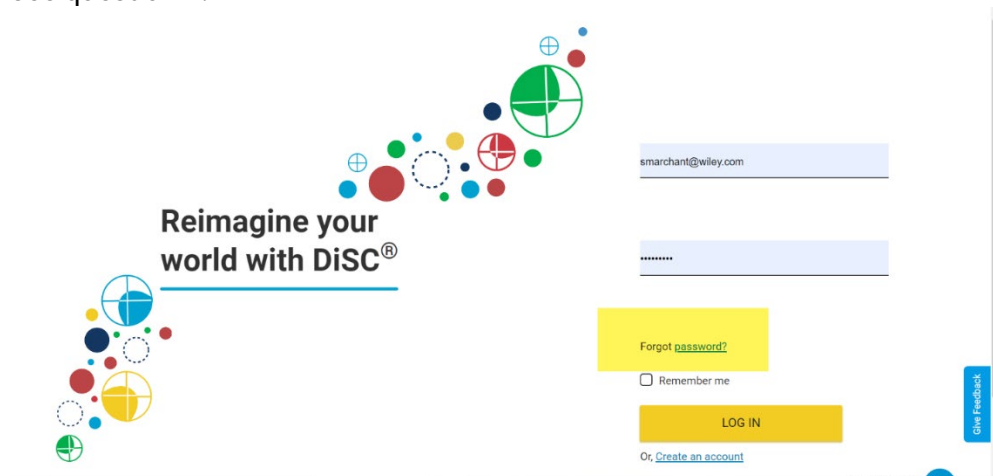 Reimagine your
world with DiSC®
smarchant@wiley.com
•••••••••
Forgot password?
Remember me
LOG IN
Or, Create an account
Give Feedback